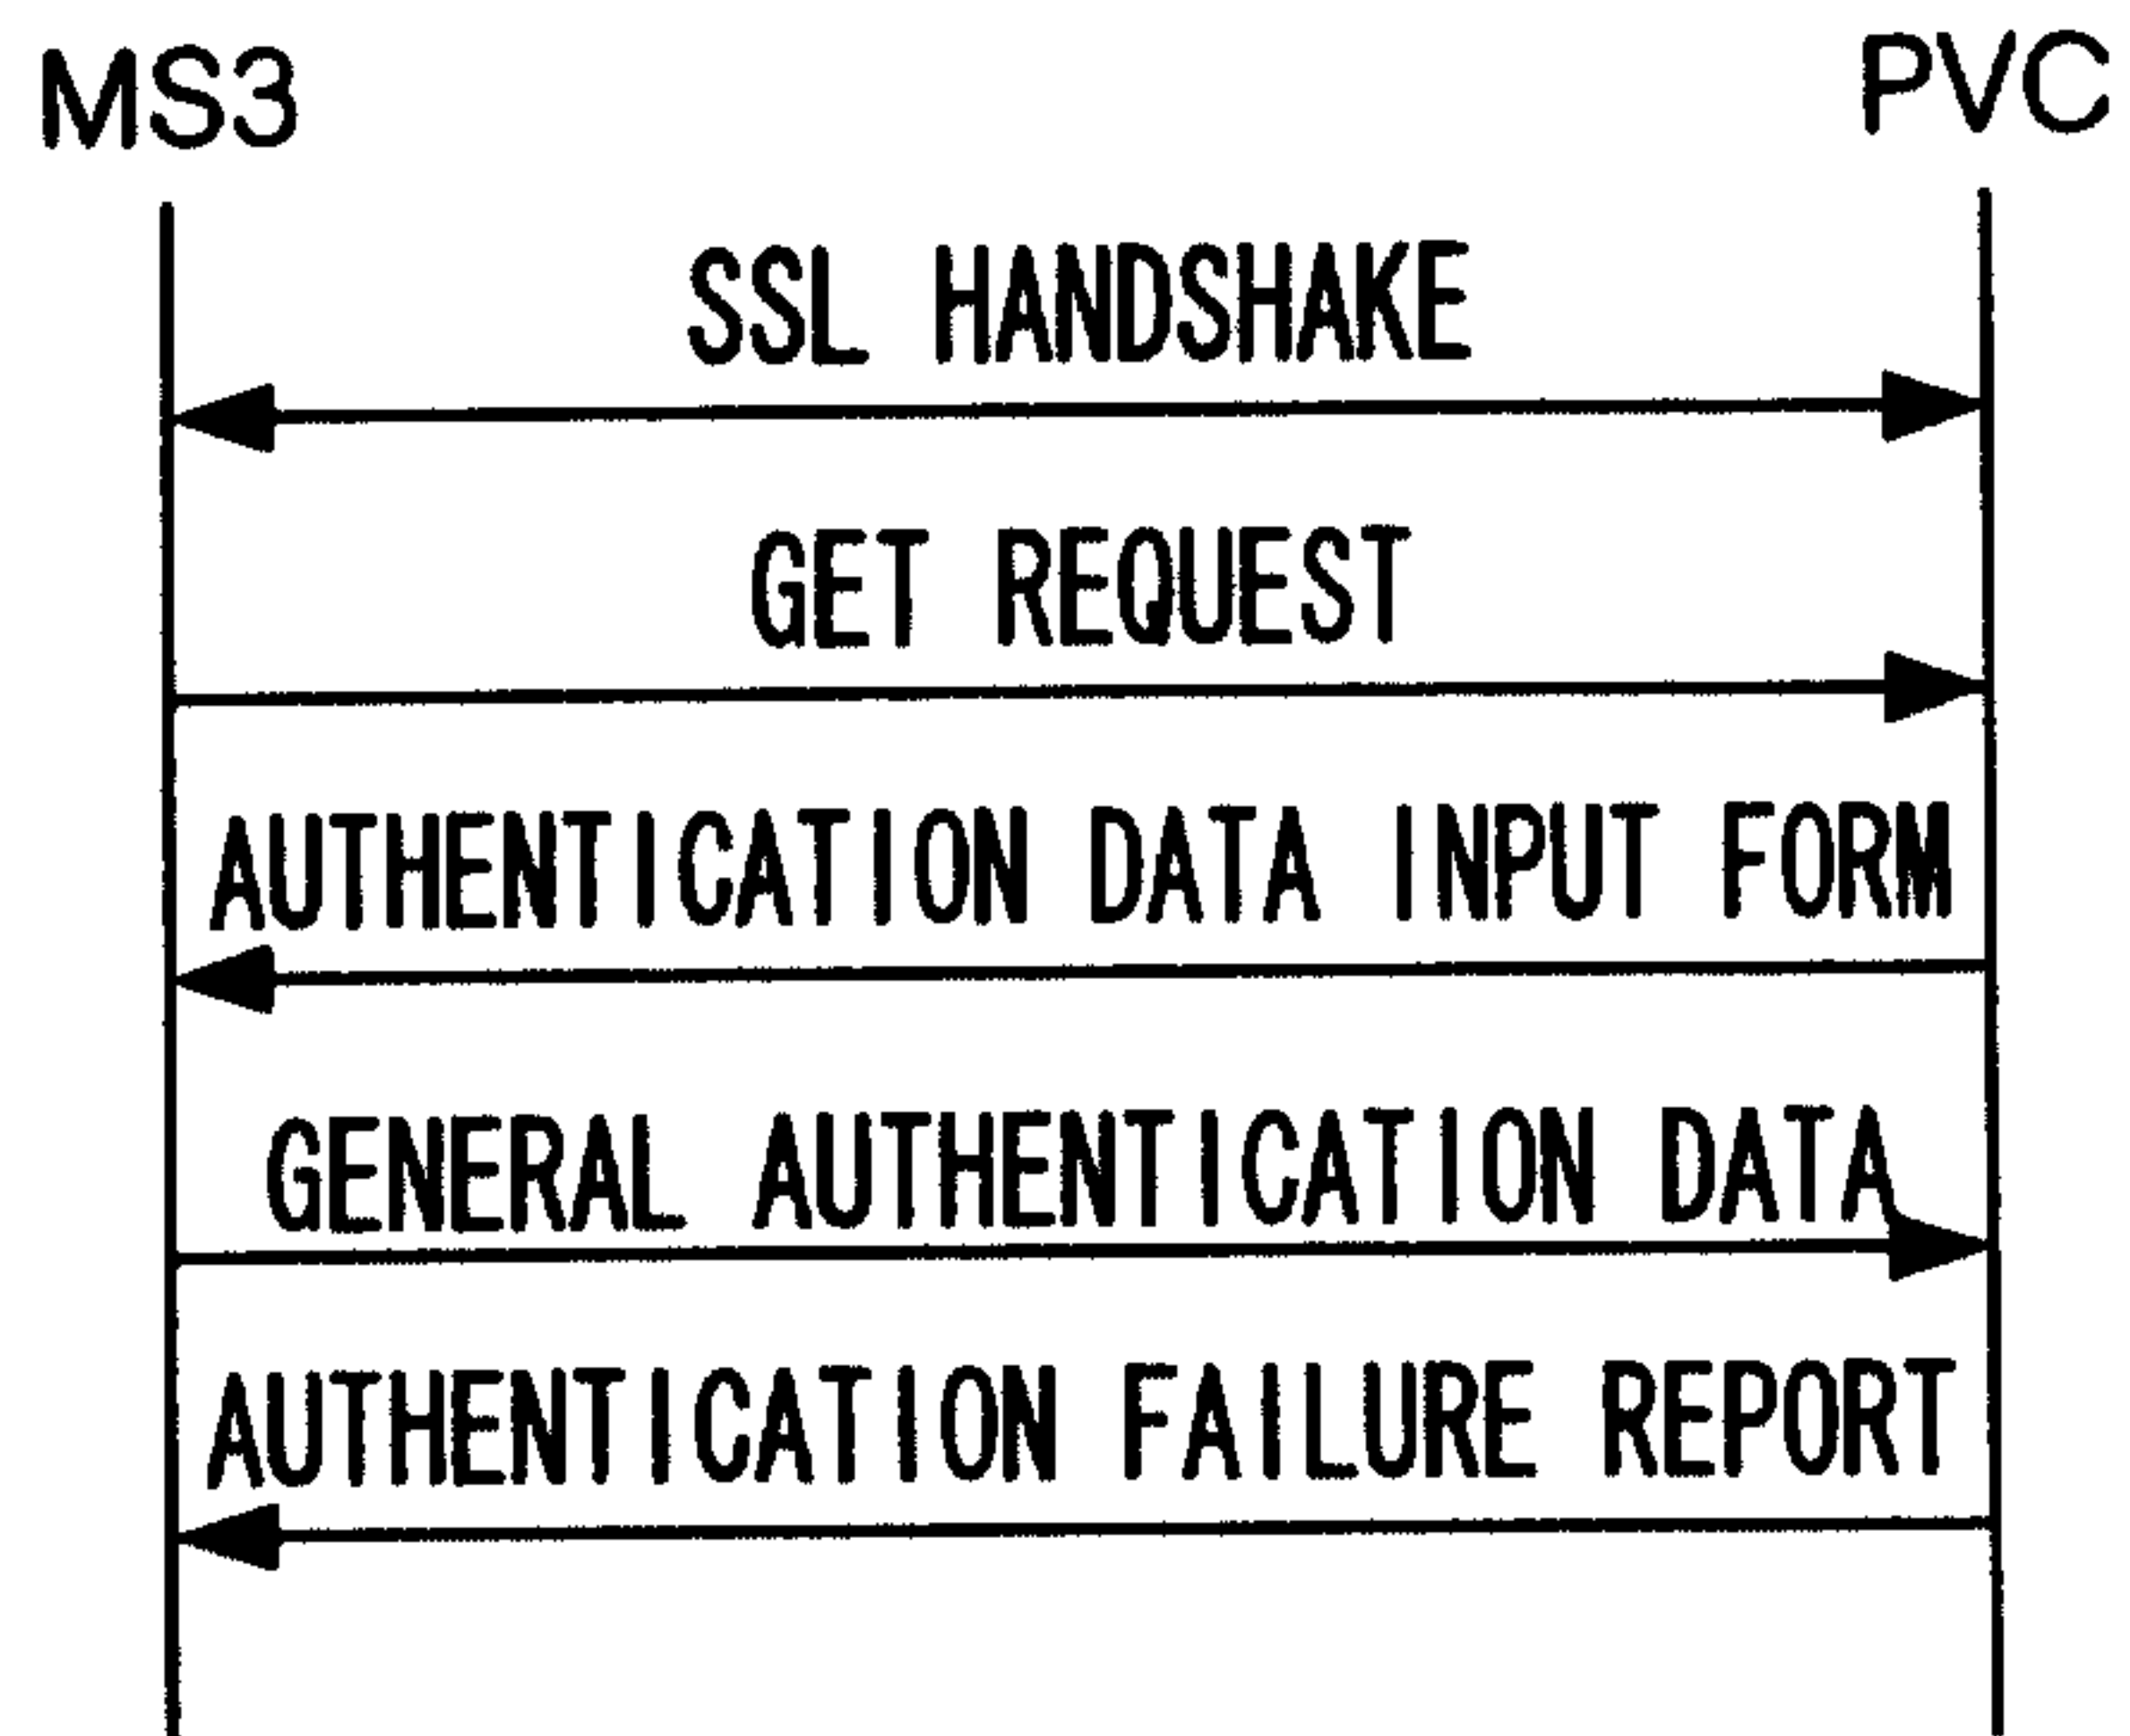 MS3 PVC
SSL HANDSHAKE
GET REQUEST
AUTHENTICATION DATA INPUT FORM
GENERAL AUTHENTICATION DATA
AUTHENTICATION FAILURE REPORT